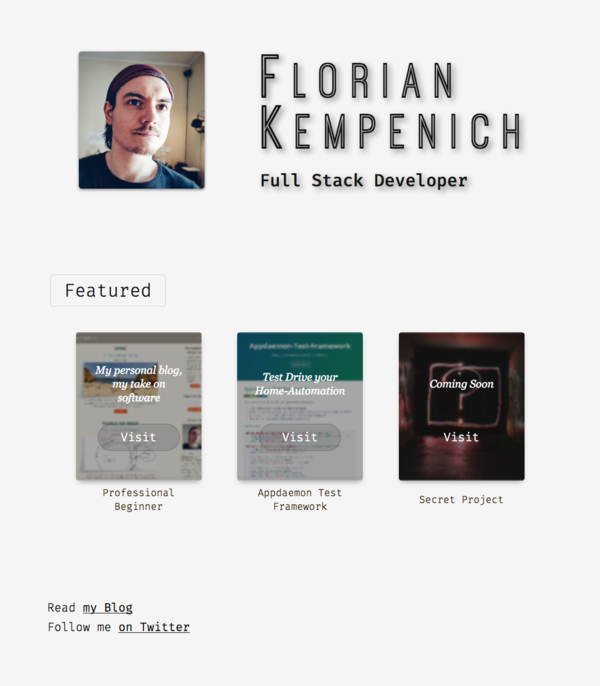 Florian
Kempenich
Full Stack Developer
Featured
My personal blog,
my take on
software
Visit
Professional
Beginner
Appdaemon-Test-Framework
Test Drive your
Home-Automation
Visit
Appdaemon Test
Framework
Coming Soon
Visit
Secret Project
Read my Blog
Follow me on Twitter